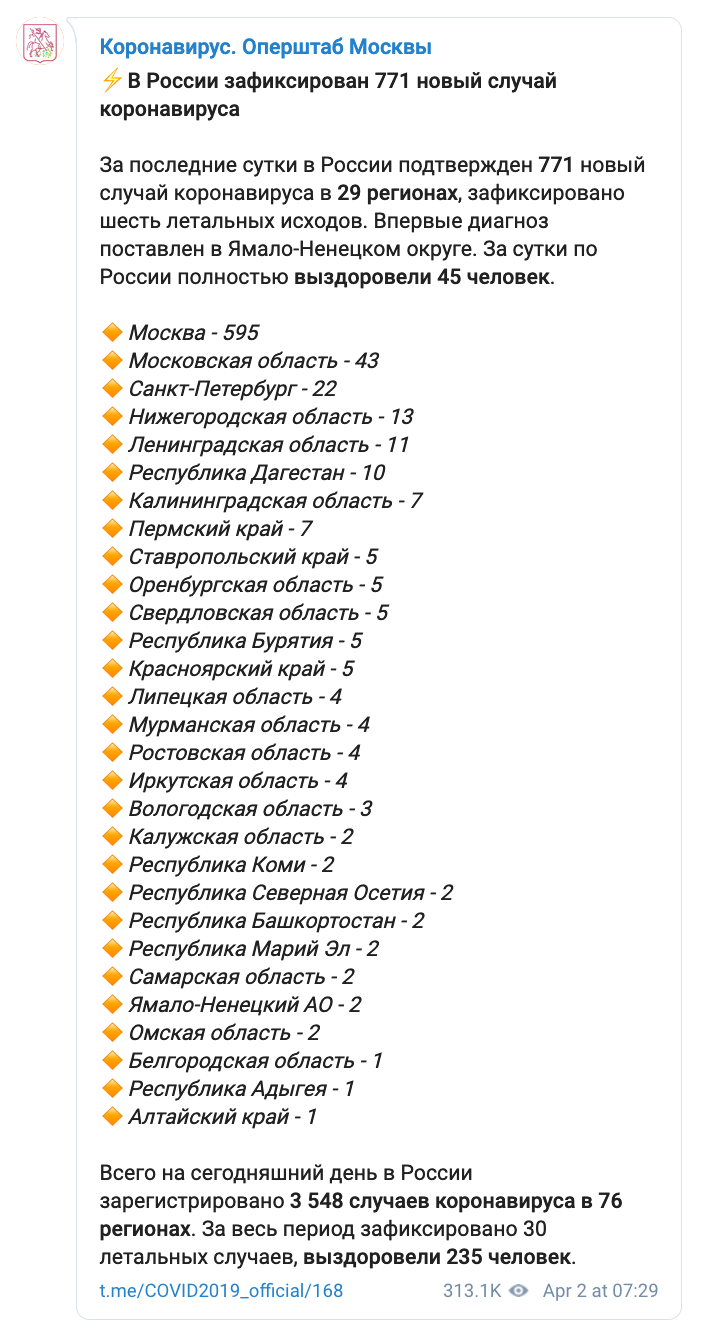 Коронавирус. Оперштаб Москвы
⚡В России зафиксирован 771 новый случай
коронавируса
За последние сутки в России подтвержден 771 новый
случай коронавируса в 29 регионах, зафиксировано
шесть летальных исходов. Впервые диагноз
поставлен в Ямало-Ненецком округе. За сутки по
России полностью выздоровели 45 человек.
🔶 Москва - 595
🔶 Московская область - 43
🔶 Санкт-Петербург - 22
🔶 Нижегородская область - 13
🔶 Ленинградская область - 11
🔶 Республика Дагестан - 10
🔶 Калининградская область - 7
🔶 Пермский край - 7
🔶 Ставропольский край - 5
🔶 Оренбургская область - 5
🔶 Свердловская область - 5
🔶 Республика Бурятия - 5
🔶 Красноярский край - 5
🔶 Липецкая область - 4
🔶 Мурманская область - 4
🔶 Ростовская область - 4
🔶 Иркутская область - 4
🔶 Вологодская область - 3
🔶 Калужская область - 2
🔶 Республика Коми - 2
🔶 Республика Северная Осетия - 2
🔶 Республика Башкортостан - 2
🔶 Республика Марий Эл - 2
🔶 Самарская область - 2
🔶 Ямало-Ненецкий АО - 2
🔶 Омская область - 2
🔶 Белгородская область - 1
🔶 Республика Адыгея - 1
🔶 Алтайский край - 1
Всего на сегодняшний день в России
зарегистрировано 3 548 случаев коронавируса в 76
регионах. За весь период зафиксировано 30
летальных случаев, выздоровели 235 человек.
t.me/COVID2019_official/168 313.1K Apr 2 at 07:29